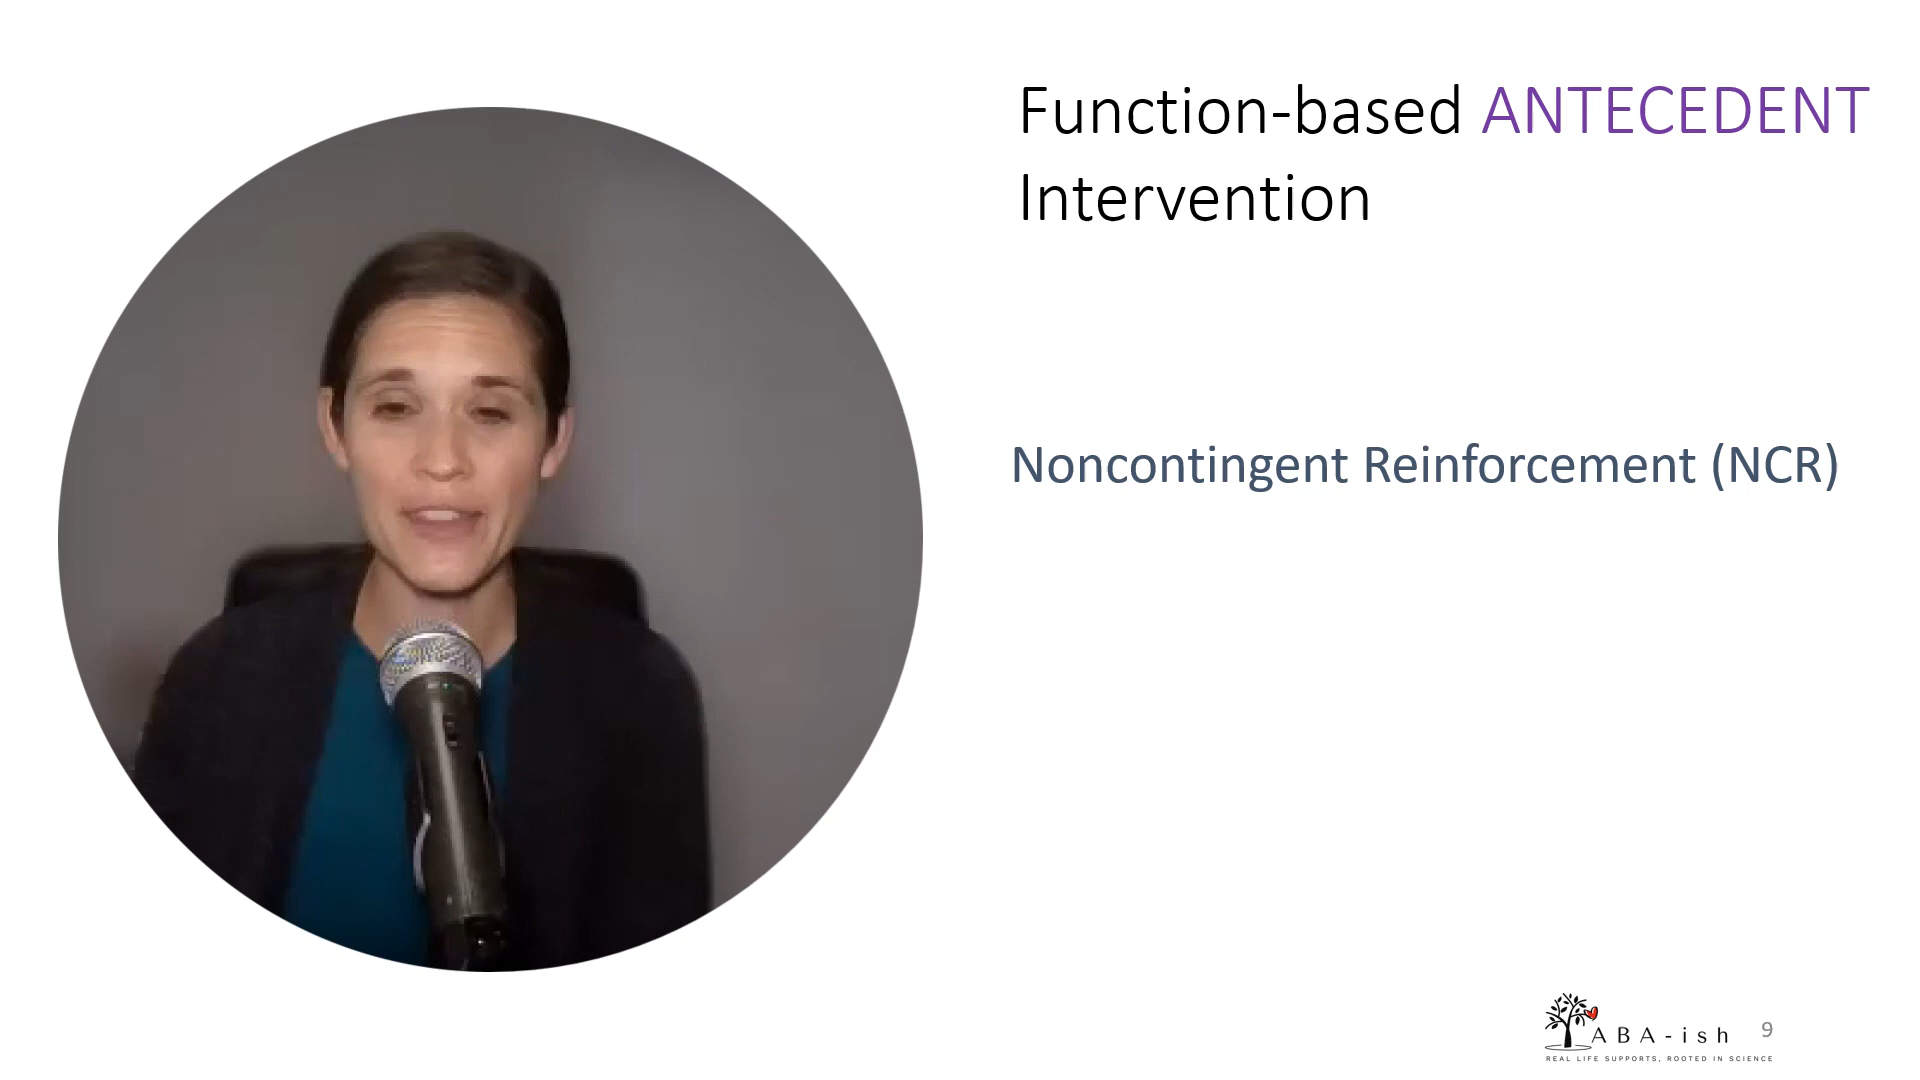 Function-based ANTECEDENT
Intervention
Noncontingent Reinforcement (NCR)
ABA-ish
9
REAL LIFE SUPPORTS, ROOTED IN SCIENCE